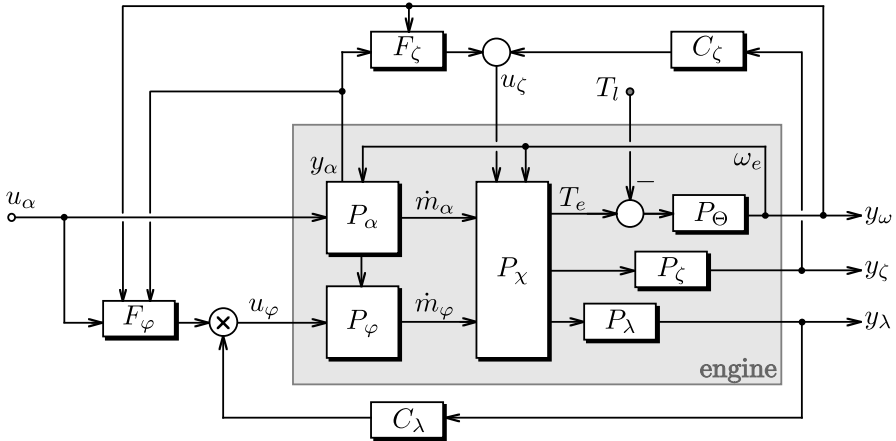 F_ζ
C_ζ
u_ζ
T_l
y_α
ω_e
u_α
P_α
ṁ_α
T_e
−
P_Θ
y_ω
P_χ
P_ζ
y_ζ
F_φ
×
u_φ
P_φ
ṁ_φ
P_λ
y_λ
engine
C_λ